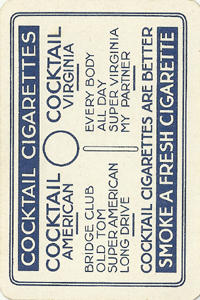 COCKTAIL CIGARETTES
COCKTAIL AMERICAN
COCKTAIL VIRGINIA
BRIDGE CLUB
OLD TOM
SUPER AMERICAN
LONG DRIVE
EVERY BODY
ALL DAY
SUPER VIRGINIA
MY PARTNER
COCKTAIL CIGARETTES ARE BETTER
SMOKE A FRESH CIGARETTE